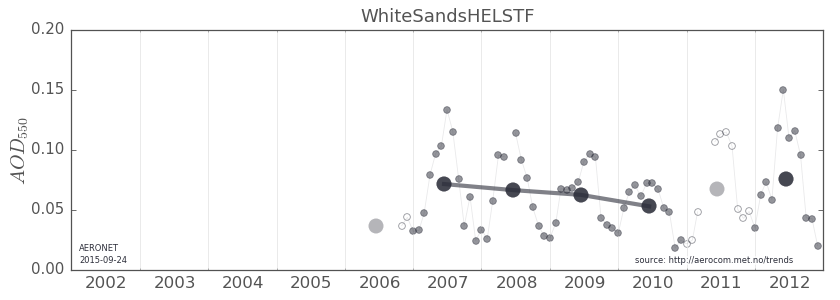 WhiteSandsHELSTF
0.20
0.15
0.10
0.05
0.00
AOD550
AERONET
2015-09-24
source: http://aerocom.met.no/trends
2002 2003 2004 2005 2006 2007 2008 2009 2010 2011 2012